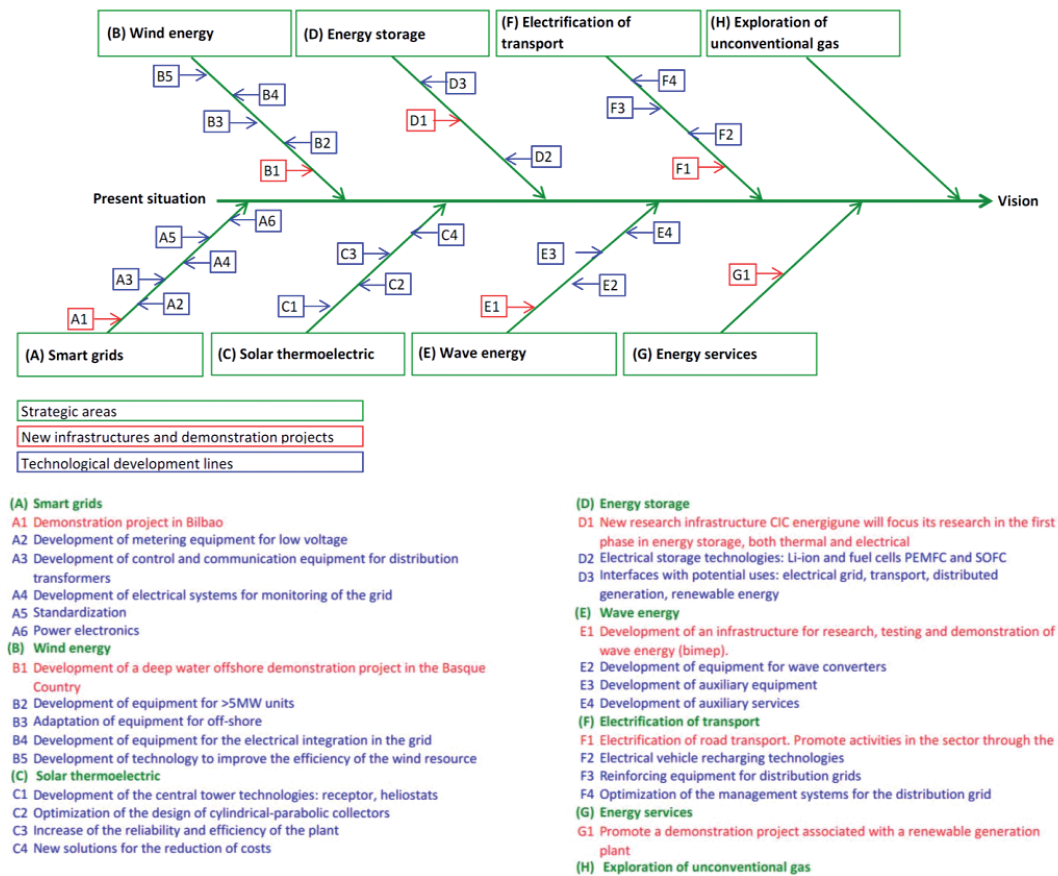 (B) Wind energy
(D) Energy storage
(F) Electrification of
transport
(H) Exploration of
unconventional gas
B5
B4
B3
B2
B1
D3
D1
D2
F4
F3
F2
F1
Present situation
Vision
A6
A5
A4
A3
A2
A1
C4
C3
C2
C1
E4
E3
E2
E1
G1
(A) Smart grids
(C) Solar thermoelectric
(E) Wave energy
(G) Energy services
Strategic areas
New infrastructures and demonstration projects
Technological development lines
(A) Smart grids
A1 Demonstration project in Bilbao
A2 Development of metering equipment for low voltage
A3 Development of control and communication equipment for distribution
transformers
A4 Development of electrical systems for monitoring of the grid
A5 Standardization
A6 Power electronics
(B) Wind energy
B1 Development of a deep water offshore demonstration project in the Basque
Country
B2 Development of equipment for >5MW units
B3 Adaptation of equipment for off-shore
B4 Development of equipment for the electrical integration in the grid
B5 Development of technology to improve the efficiency of the wind resource
(C) Solar thermoelectric
C1 Development of the central tower technologies: receptor, heliostats
C2 Optimization of the design of cylindrical-parabolic collectors
C3 Increase of the reliability and efficiency of the plant
C4 New solutions for the reduction of costs
(D) Energy storage
D1 New research infrastructure CIC energigune will focus its research in the first
phase in energy storage, both thermal and electrical
D2 Electrical storage technologies: Li-ion and fuel cells PEMFC and SOFC
D3 Interfaces with potential uses: electrical grid, transport, distributed
generation, renewable energy
(E) Wave energy
E1 Development of an infrastructure for research, testing and demonstration of
wave energy (bimep).
E2 Development of equipment for wave converters
E3 Development of auxiliary equipment
E4 Development of auxiliary services
(F) Electrification of transport
F1 Electrification of road transport. Promote activities in the sector through the
F2 Electrical vehicle recharging technologies
F3 Reinforcing equipment for distribution grids
F4 Optimization of the management systems for the distribution grid
(G) Energy services
G1 Promote a demonstration project associated with a renewable generation
plant
(H) Exploration of unconventional gas